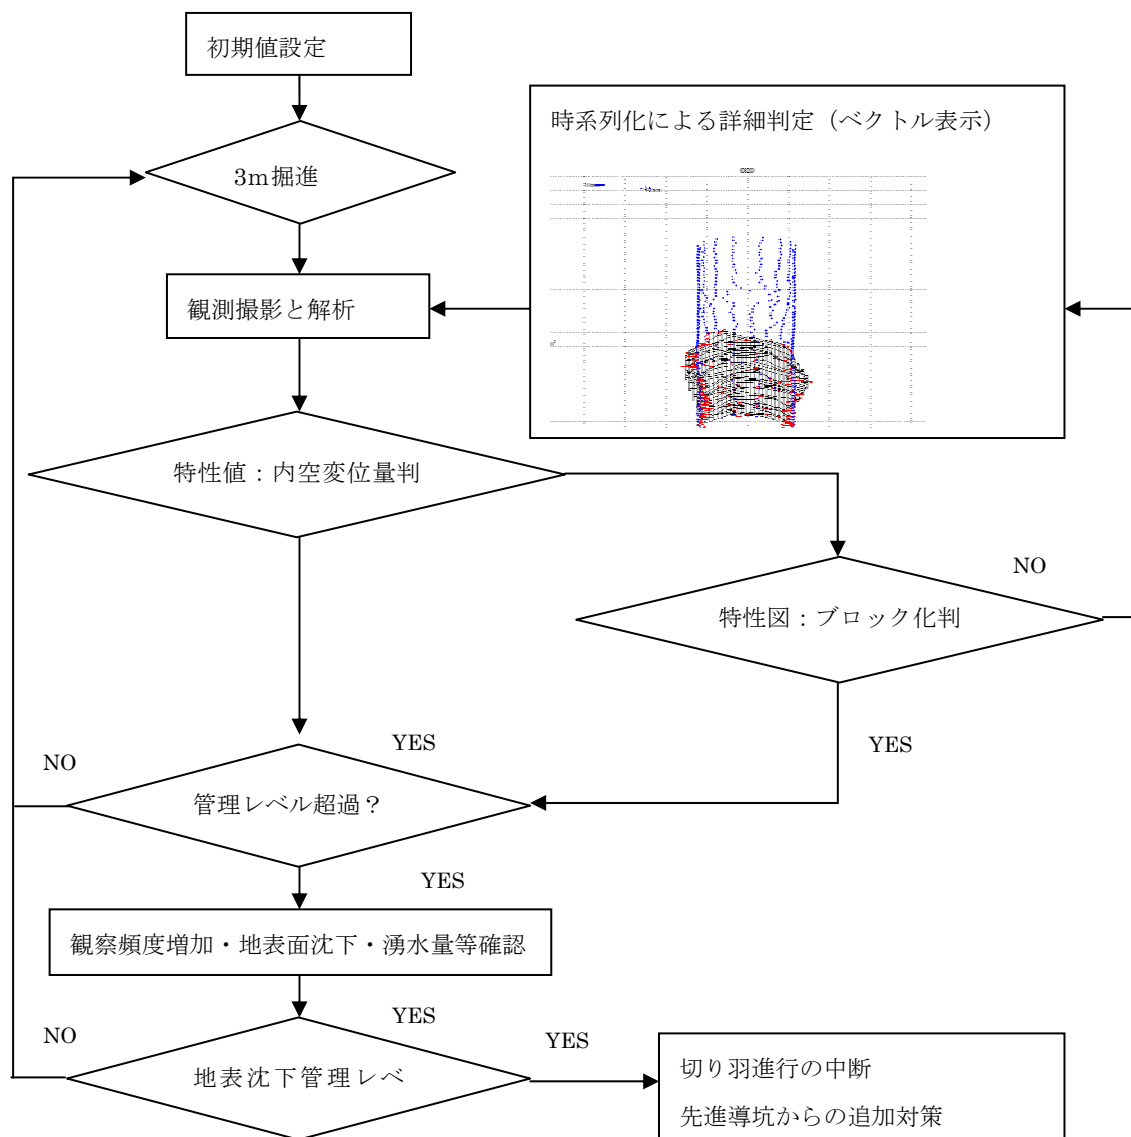 初期値設定
時系列化による詳細判定（ベクトル表示）
3m掘進
観測撮影と解析
特性値：内空変位量判
NO
特性図：ブロック化判
YES
YES
NO
管理レベル超過？
YES
観察頻度増加・地表面沈下・湧水量等確認
YES
NO
YES
地表沈下管理レベ
切り羽進行の中断
先進導坑からの追加対策